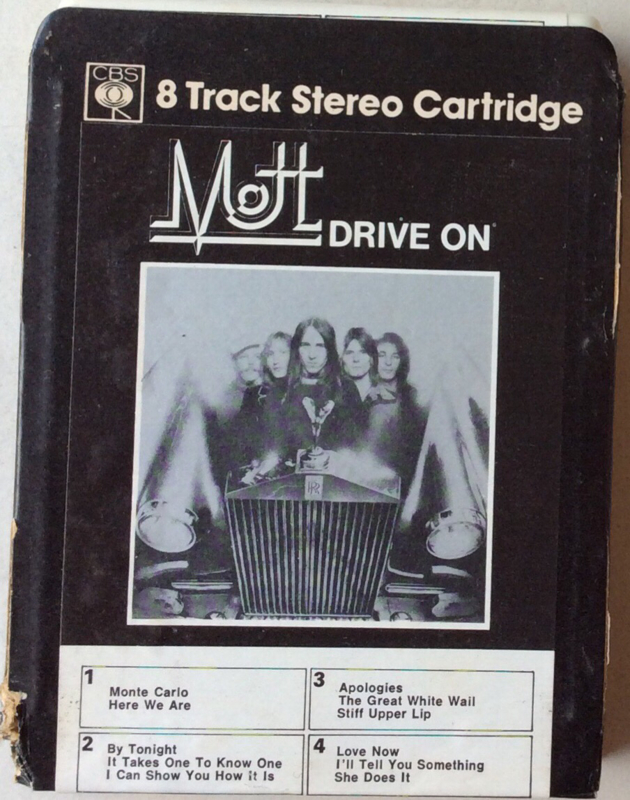 CBS
8 Track Stereo Cartridge
Mott
DRIVE ON
RR
1
Monte Carlo
Here We Are
2
By Tonight
It Takes One To Know One
I Can Show You How it Is
3
Apologies
The Great White Wail
Stiff Upper Lip
4
Love Now
I'll Tell You Something
She Does It